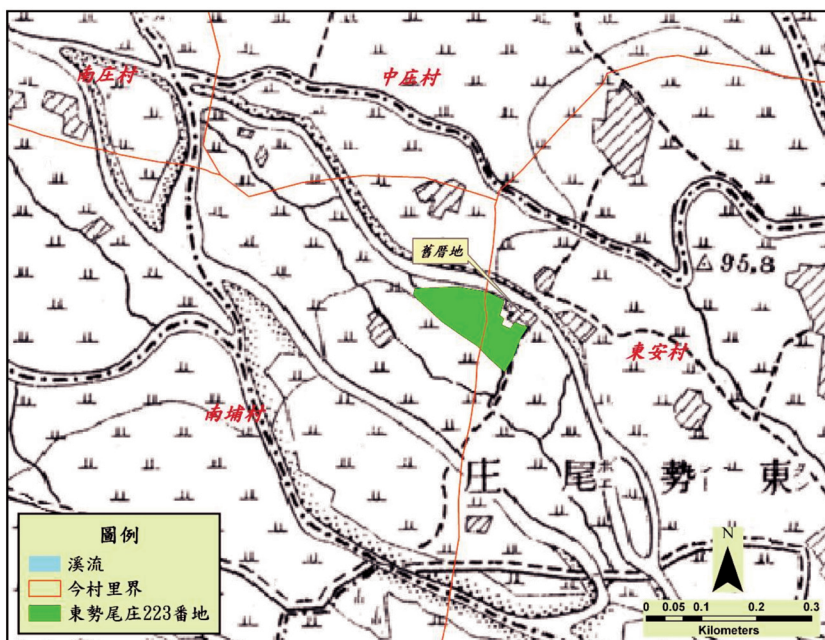 中庄村
南庄村
舊厝地
95.8
東安村
南埔村
東勢尾庄
圖例
溪流
今村里界
東勢尾庄223番地
N
0 0.05 0.1 0.2 0.3
Kilometers